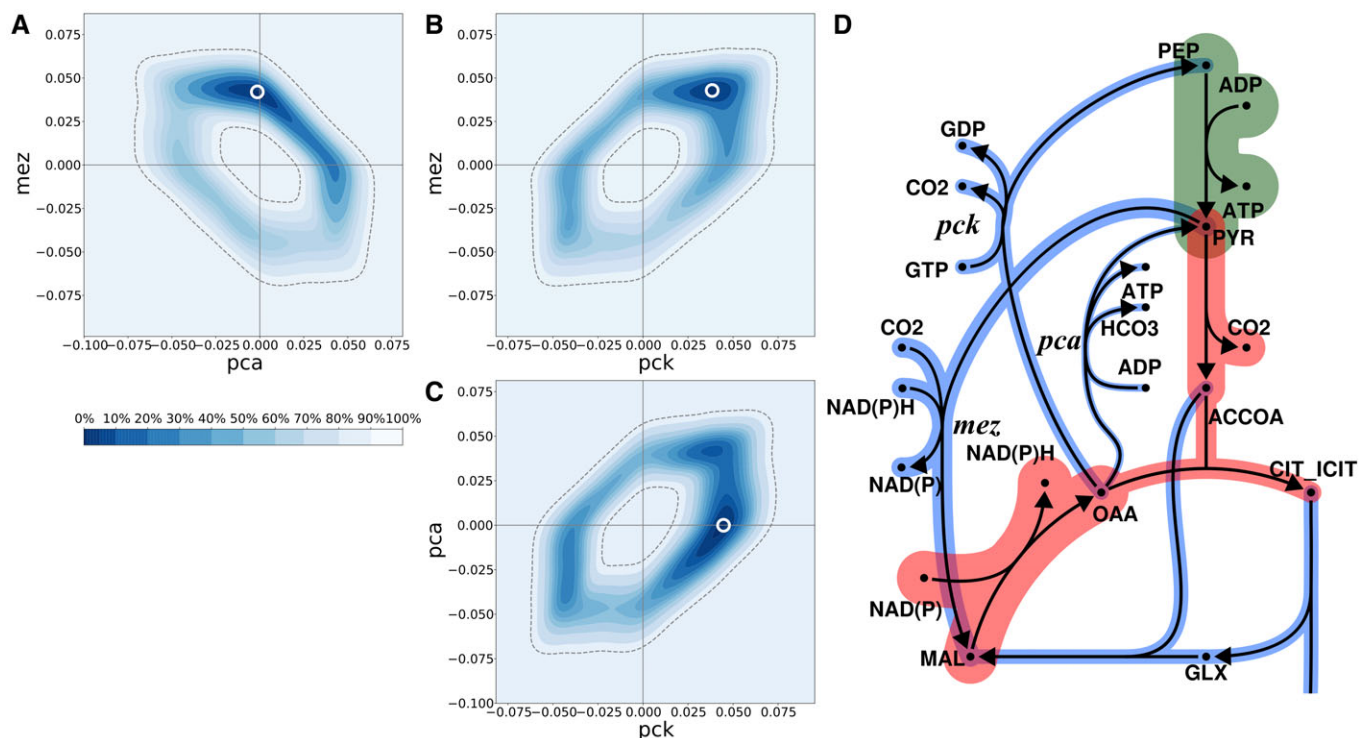 A
mez
0.075
0.050
0.025
0.000
−0.025
−0.050
−0.075
−0.100
−0.075
−0.050
−0.025
0.000
0.025
0.050
0.075
pca
0% 10% 20% 30% 40% 50% 60% 70% 80% 90% 100%
B
mez
0.075
0.050
0.025
0.000
−0.025
−0.050
−0.075
−0.075
−0.050
−0.025
0.000
0.025
0.050
0.075
pck
C
pca
0.075
0.050
0.025
0.000
−0.025
−0.050
−0.075
−0.100
−0.075
−0.050
−0.025
0.000
0.025
0.050
0.075
pck
D
PEP
ADP
GDP
CO2
ATP
pck
PYR
GTP
ATP
CO2
HCO3
CO2
pca
ADP
NAD(P)H
ACCOA
mez
NAD(P)H
CIT_ICIT
NAD(P)
OAA
NAD(P)
MAL
GLX